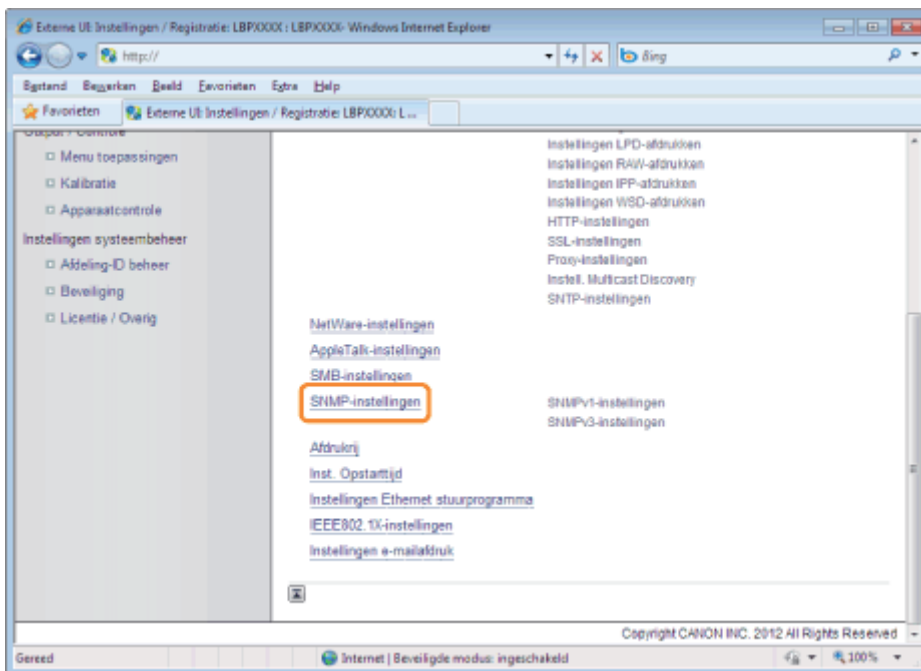 Externe UI: Instellingen / Registratie: LBPXXXX : LBPXXXX- Windows Internet Explorer
http://
Bing
Bestand Bewerken Beeld Favorieten Extra Help
Favorieten
Externe UI: Instellingen / Registratie: LBPXXXX: L...
Output / Controle
Menu toepassingen
Kalibratie
Apparaatcontrole
Instellingen systeembeheer
Afdeling-ID beheer
Beveiliging
Licentie / Overig
Instellingen LPD-afdrukken
Instellingen RAW-afdrukken
Instellingen IPP-afdrukken
Instellingen WSD-afdrukken
HTTP-instellingen
SSL-instellingen
Proxy-instellingen
Instell. Multicast Discovery
SNTP-instellingen
NetWare-instellingen
AppleTalk-instellingen
SMB-instellingen
SNMP-instellingen
SNMPv1-instellingen
SNMPv3-instellingen
Afdrukrij
Inst. Opstarttijd
Instellingen Ethernet stuurprogramma
IEEE802.1X-instellingen
Instellingen e-mailafdruk
Copyright CANON INC. 2012 All Rights Reserved
Gereed
Internet | Beveiligde modus: ingeschakeld
100%